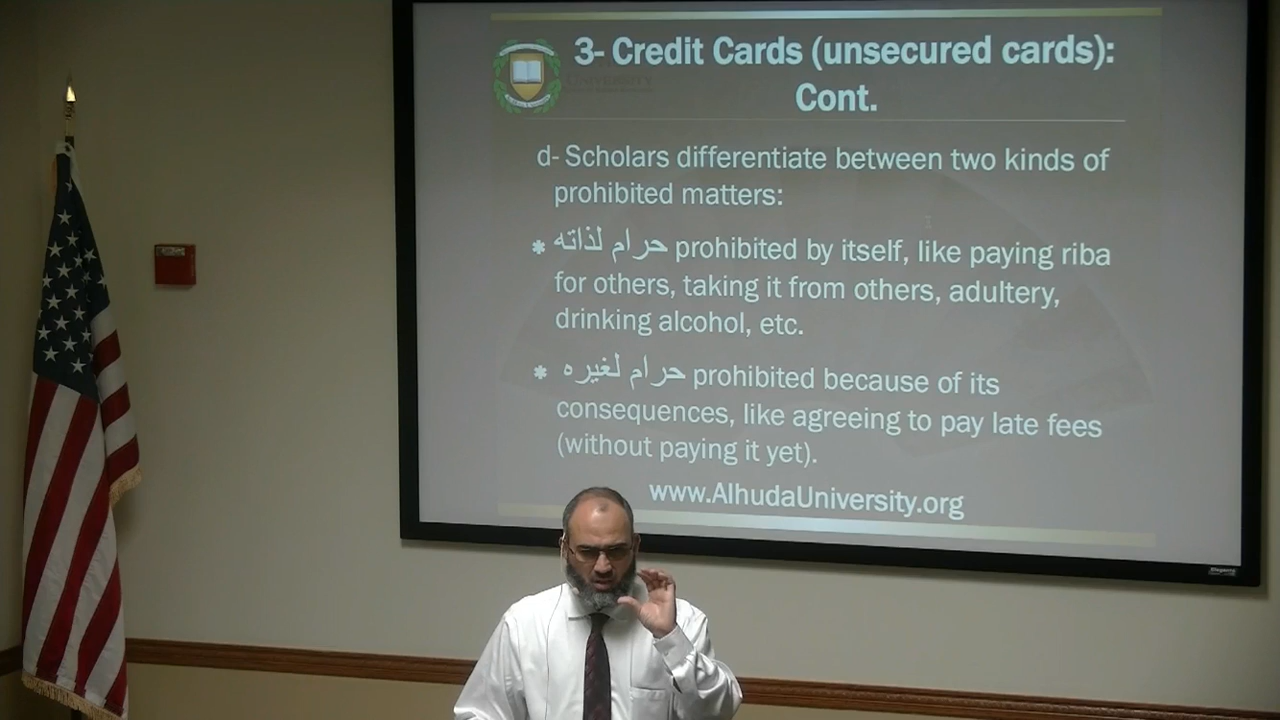 3- Credit Cards (unsecured cards):
Cont.
d- Scholars differentiate between two kinds of
prohibited matters:
* حرام لذاته prohibited by itself, like paying riba
for others, taking it from others, adultery,
drinking alcohol, etc.
* حرام لغيره prohibited because of its
consequences, like agreeing to pay late fees
(without paying it yet).
www.AlhudaUniversity.org